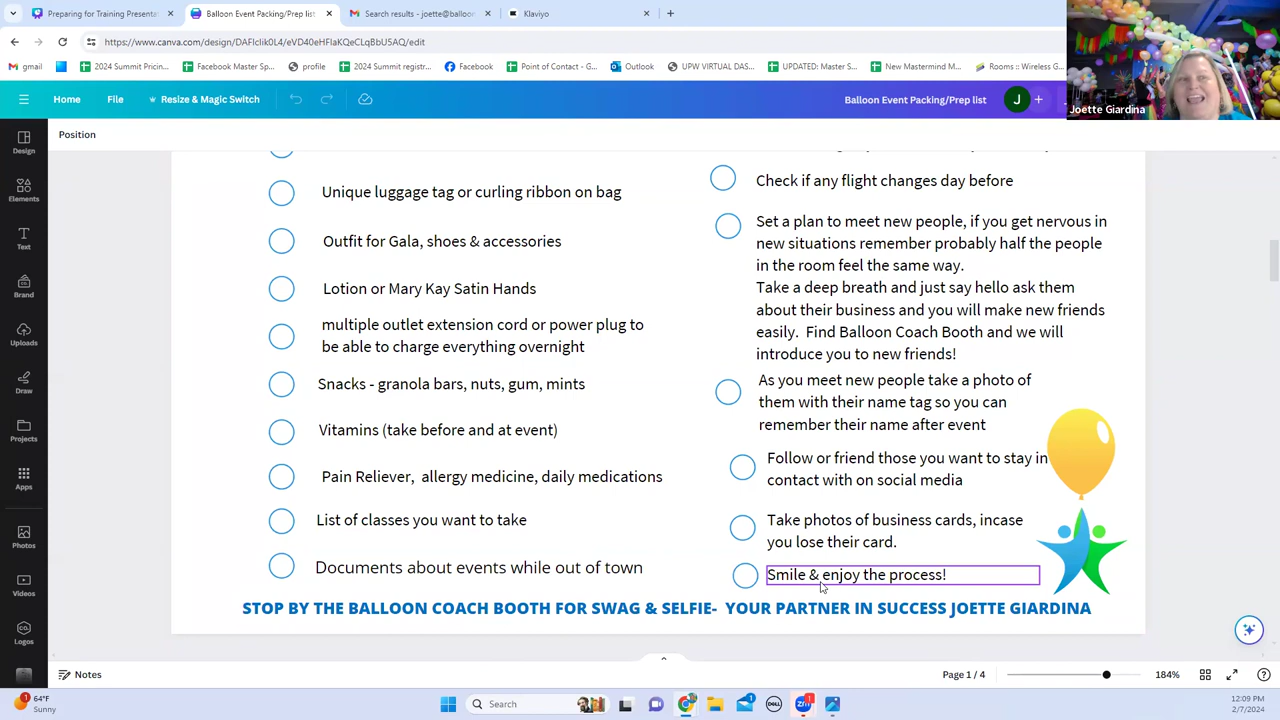 Preparing for Training Presentat
Balloon Event Packing/Prep list
Search results - joette@balloon
Klaviyo
https://www.canva.com/design/DAFIcIik0L4/eVD40eHFIaKQeCLqBbU5AQ/edit
gmail
2024 Summit Pricin...
Facebook Master Sp...
profile
2024 Summit registr...
Facebook
Point of Contact - G...
Outlook
UPW VIRTUAL DAS...
UPDATED: Master S...
New Mastermind M...
Rooms :: Wireless G...
Home
File
Resize & Magic Switch
Balloon Event Packing/Prep list
J
Joette Giardina
Position
Design
Elements
Text
Brand
Uploads
Draw
Projects
Apps
Photos
Videos
Logos
Unique luggage tag or curling ribbon on bag
Outfit for Gala, shoes & accessories
Lotion or Mary Kay Satin Hands
multiple outlet extension cord or power plug to
be able to charge everything overnight
Snacks - granola bars, nuts, gum, mints
Vitamins (take before and at event)
Pain Reliever, allergy medicine, daily medications
List of classes you want to take
Documents about events while out of town
Check if any flight changes day before
Set a plan to meet new people, if you get nervous in
new situations remember probably half the people
in the room feel the same way.
Take a deep breath and just say hello ask them
about their business and you will make new friends
easily. Find Balloon Coach Booth and we will
introduce you to new friends!
As you meet new people take a photo of
them with their name tag so you can
remember their name after event
Follow or friend those you want to stay in
contact with on social media
Take photos of business cards, incase
you lose their card.
Smile & enjoy the process!
STOP BY THE BALLOON COACH BOOTH FOR SWAG & SELFIE- YOUR PARTNER IN SUCCESS JOETTE GIARDINA
Notes
Page 1 / 4
184%
64°F
Sunny
Search
12:09 PM
2/7/2024